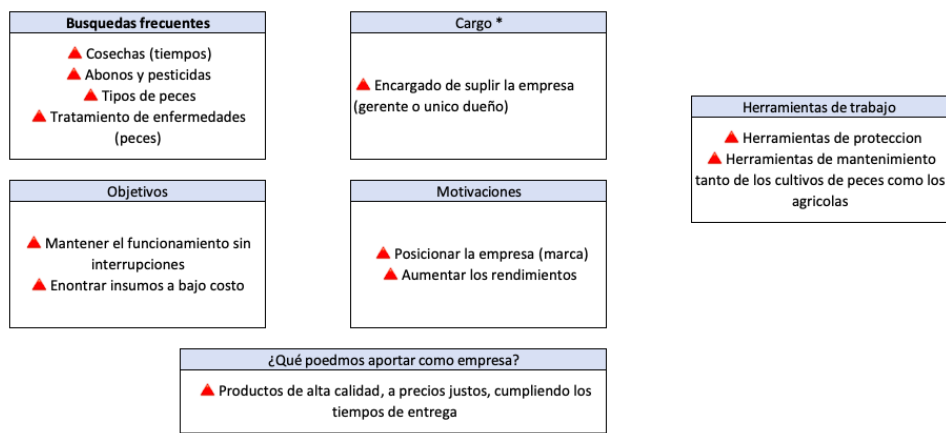 Busquedas frecuentes
🔺 Cosechas (tiempos)
🔺 Abonos y pesticidas
🔺 Tipos de peces
🔺 Tratamiento de enfermedades
(peces)
Cargo *
🔺 Encargado de suplir la empresa
(gerente o unico dueño)
Herramientas de trabajo
🔺 Herramientas de proteccion
🔺 Herramientas de mantenimiento
tanto de los cultivos de peces como los
agricolas
Objetivos
🔺 Mantener el funcionamiento sin
interrupciones
🔺 Enontrar insumos a bajo costo
Motivaciones
🔺 Posicionar la empresa (marca)
🔺 Aumentar los rendimientos
¿Qué poedmos aportar como empresa?
🔺 Productos de alta calidad, a precios justos, cumpliendo los
tiempos de entrega